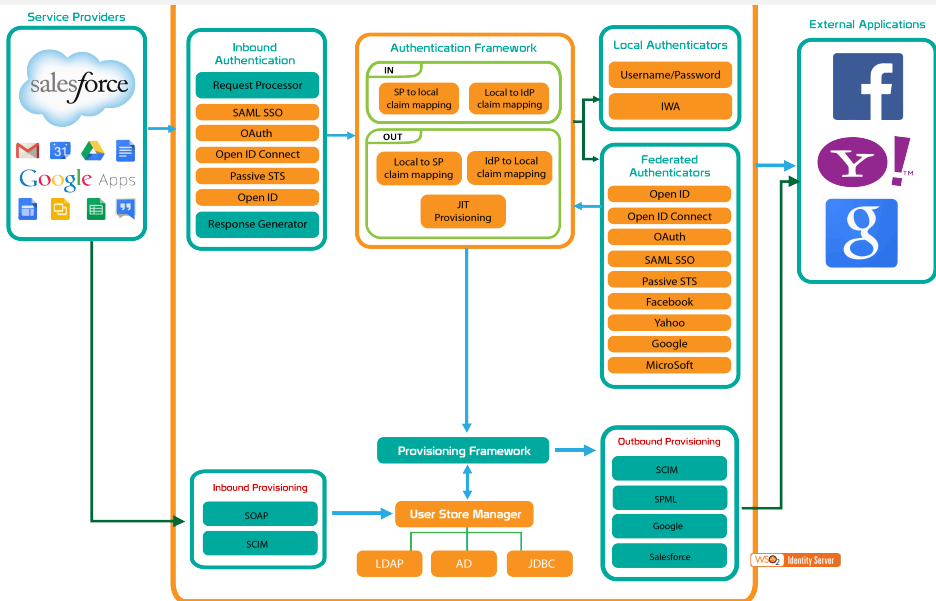 Service Providers
salesforce
31
Google Apps
Inbound
Authentication
Request Processor
SAML SSO
OAuth
Open ID Connect
Passive STS
Open ID
Response Generator
Authentication Framework
IN
SP to local
claim mapping
Local to IdP
claim mapping
OUT
Local to SP
claim mapping
IdP to Local
claim mapping
JIT
Provisioning
Local Authenticators
Username/Password
IWA
Federated
Authenticators
Open ID
Open ID Connect
OAuth
SAML SSO
Passive STS
Facebook
Yahoo
Google
MicroSoft
External Applications
f
Y!
TM
g
Provisioning Framework
User Store Manager
LDAP
AD
JDBC
Inbound Provisioning
SOAP
SCIM
Outbound Provisioning
SCIM
SPML
Google
Salesforce
WSO2 Identity Server